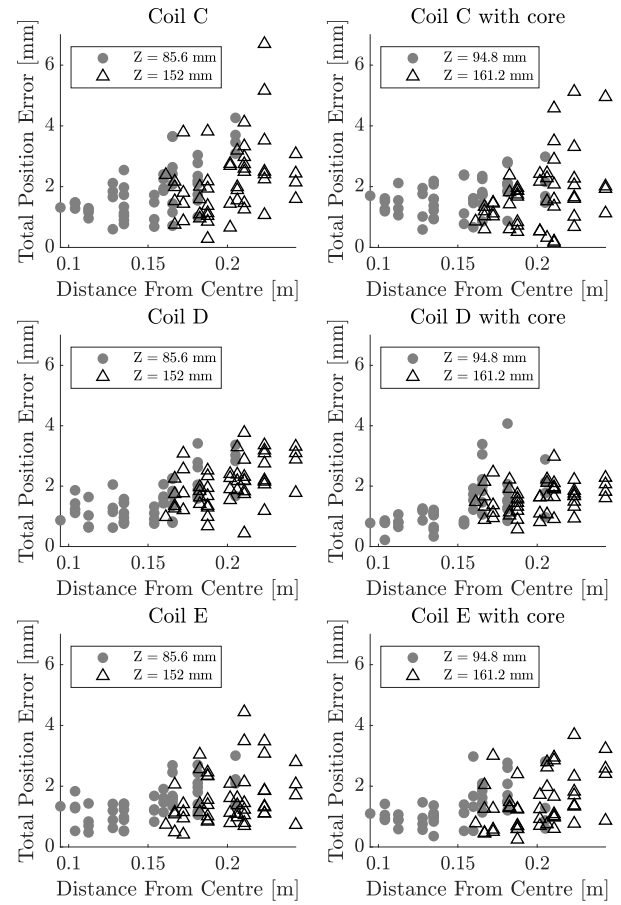 Coil C
Total Position Error [mm]
6
4
2
0
Z = 85.6 mm
Z = 152 mm
0.1 0.15 0.2
Distance From Centre [m]
Coil C with core
Total Position Error [mm]
6
4
2
0
Z = 94.8 mm
Z = 161.2 mm
0.1 0.15 0.2
Distance From Centre [m]
Coil D
Total Position Error [mm]
6
4
2
0
Z = 85.6 mm
Z = 152 mm
0.1 0.15 0.2
Distance From Centre [m]
Coil D with core
Total Position Error [mm]
6
4
2
0
Z = 94.8 mm
Z = 161.2 mm
0.1 0.15 0.2
Distance From Centre [m]
Coil E
Total Position Error [mm]
6
4
2
0
Z = 85.6 mm
Z = 152 mm
0.1 0.15 0.2
Distance From Centre [m]
Coil E with core
Total Position Error [mm]
6
4
2
0
Z = 94.8 mm
Z = 161.2 mm
0.1 0.15 0.2
Distance From Centre [m]